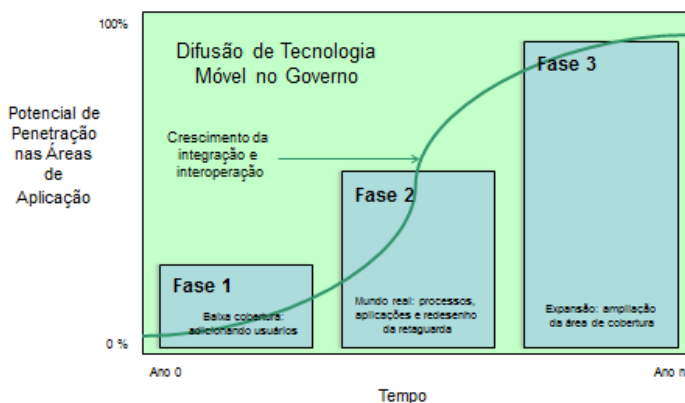 100%
Difusão de Tecnologia
Móvel no Governo
Fase 3
Potencial de
Penetração
nas Áreas
de
Aplicação
Crescimento da
integração e
interoperação
Fase 2
Fase 1
Baixa cobertura:
adicionando usuários
Mundo real: processos,
aplicações e redesenho
da retaguarda
Expansão: ampliação
da área de cobertura
0 %
Ano 0
Ano n
Tempo